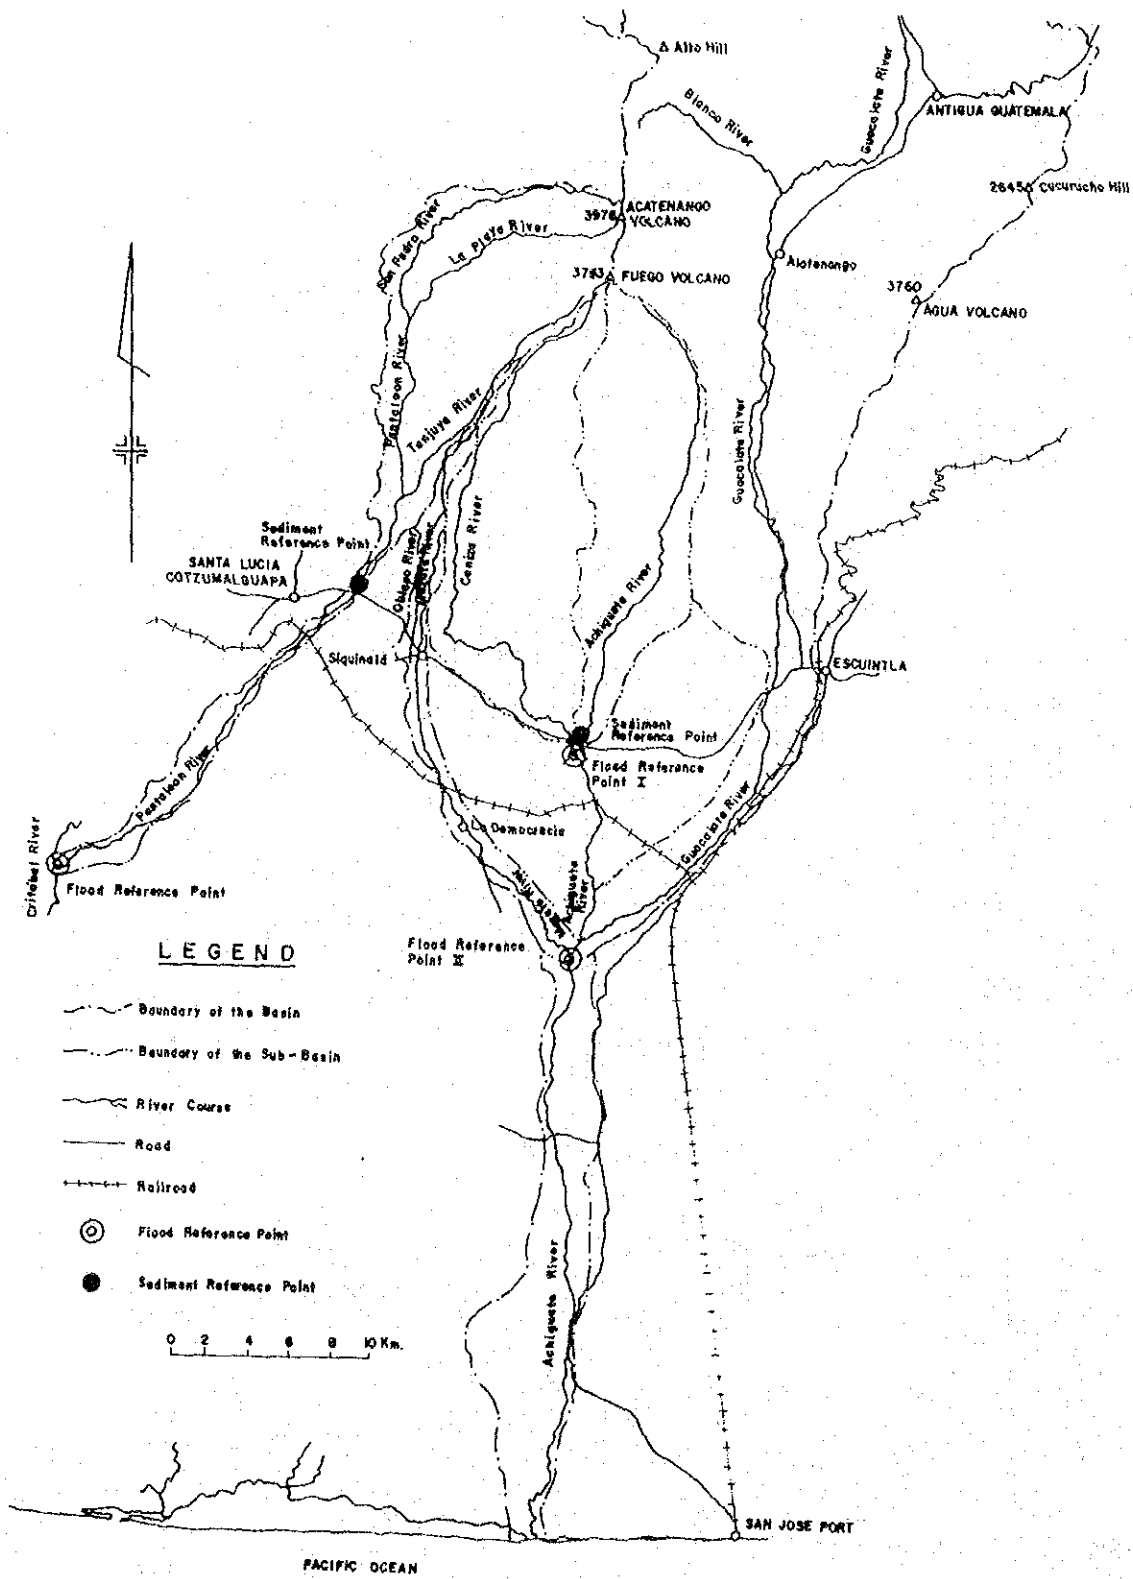 Alto Hill
Blanco River
Guacalate River
ANTIGUA GUATEMALA
2645 Cucurucho Hill
ACATENANGO
3976 VOLCANO
San Pedro River
La Playa River
Alotenango
3763 FUEGO VOLCANO
3760
AGUA VOLCANO
Pantaleon River
Tanjuya River
Guacalate River
Sediment
Reference Point
SANTA LUCIA
COTZUMALGUAPA
Obispo River
River
Ceniza River
Achiguate River
Siquinalá
ESCUINTLA
Sediment
Reference Point
Flood Reference
Point I
Pantaleon River
Guacalate River
La Democracia
Cristobal River
Flood Reference Point
Achiguate
River
Flood Reference
Point II
LEGEND
Boundary of the Basin
Boundary of the Sub-Basin
River Course
Road
Railroad
Flood Reference Point
Sediment Reference Point
0 2 4 6 8 10 Km.
Achiguate River
SAN JOSE PORT
PACIFIC OCEAN